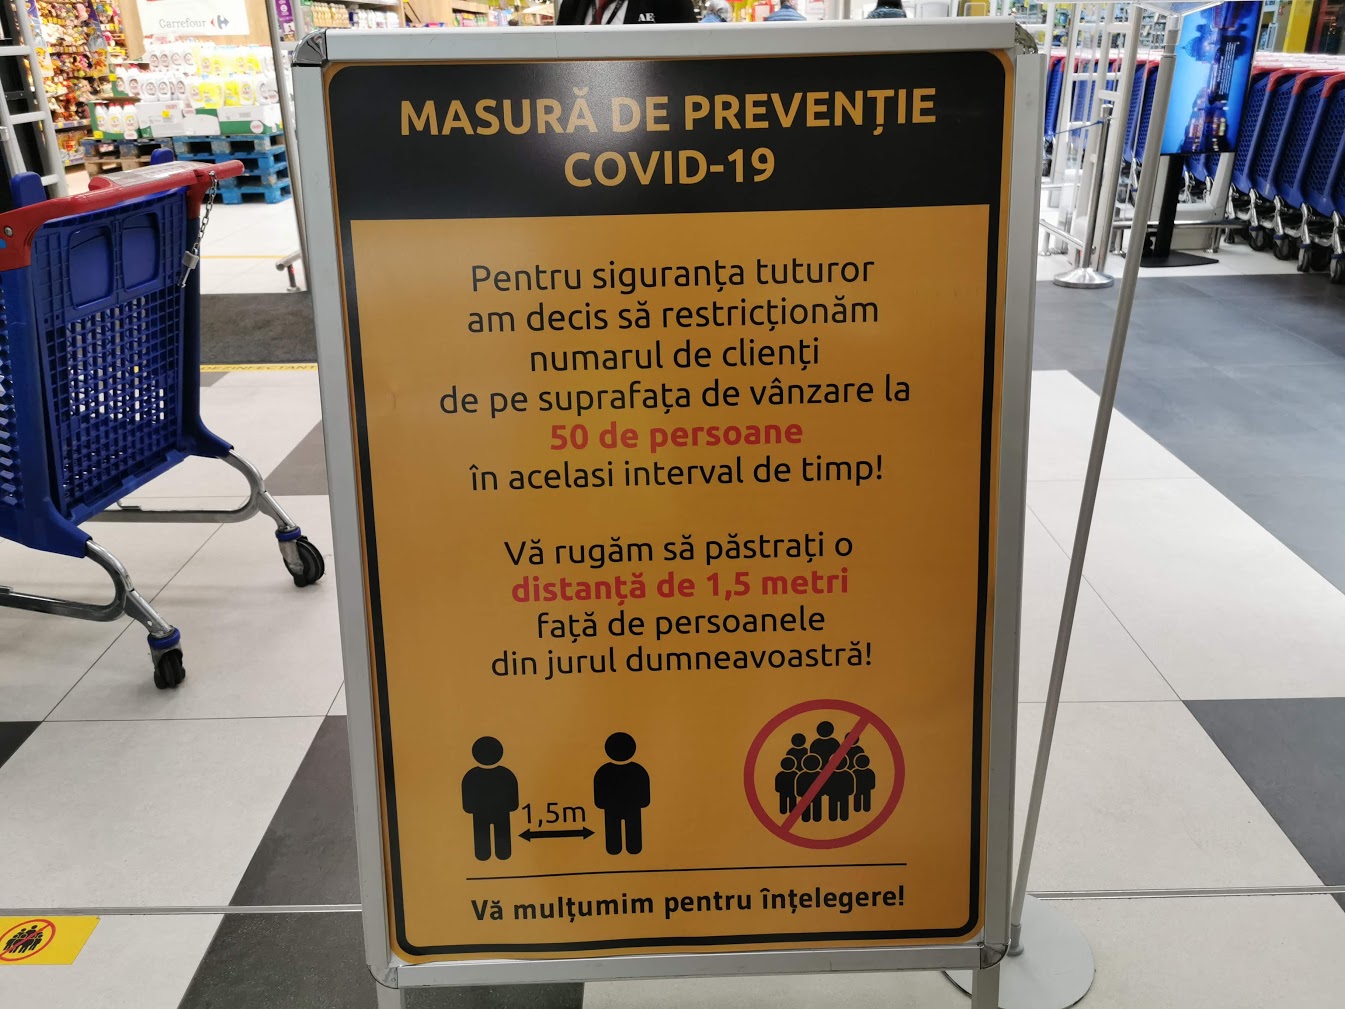 Carrefour
AE
MASURĂ DE PREVENȚIE
COVID-19
Pentru siguranța tuturor
am decis să restricționăm
numarul de clienți
de pe suprafața de vânzare la
50 de persoane
în acelasi interval de timp!
Vă rugăm să păstrați o
distanță de 1,5 metri
față de persoanele
din jurul dumneavoastră!
1,5m
Vă mulțumim pentru înțelegere!